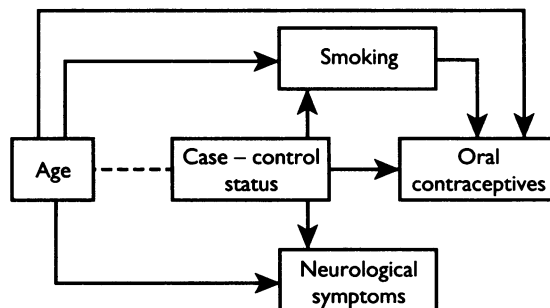 Smoking
Age
Case – control
status
Oral
contraceptives
Neurological
symptoms